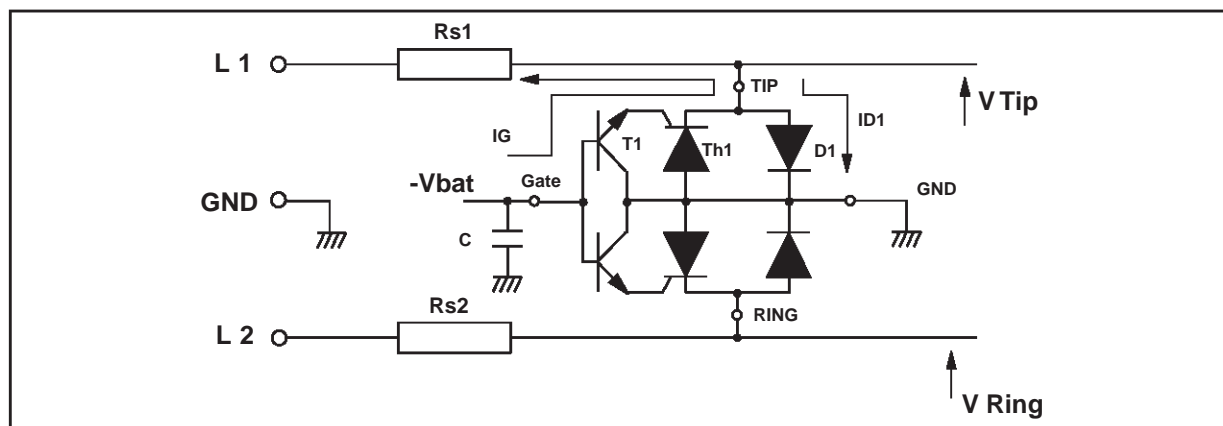 Rs1
L 1
TIP
V Tip
IG
T1
Th1
D1
ID1
-Vbat
Gate
GND
GND
C
Rs2
RING
L 2
V Ring